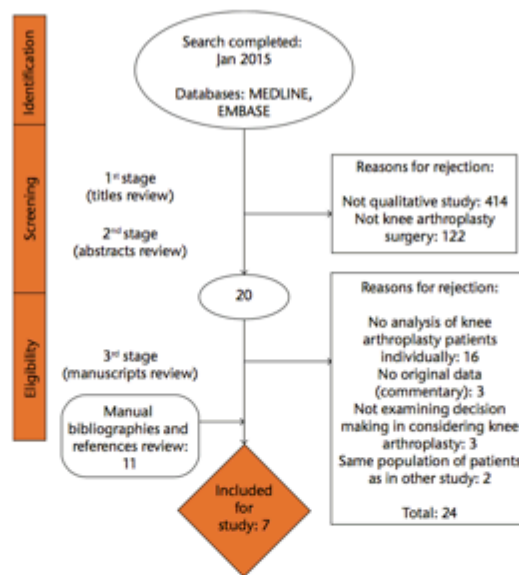 Identification
Screening
Eligibility
Search completed:
Jan 2015
Databases: MEDLINE,
EMBASE
1st stage
(titles review)
2nd stage
(abstracts review)
Reasons for rejection:
Not qualitative study: 414
Not knee arthroplasty
surgery: 122
20
3rd stage
(manuscripts review)
Manual
bibliographies and
references review:
11
Reasons for rejection:
No analysis of knee
arthroplasty patients
individually: 16
No original data
(commentary): 3
Not examining decision
making in considering knee
arthroplasty: 3
Same population of patients
as in other study: 2
Total: 24
Included
for
study: 7